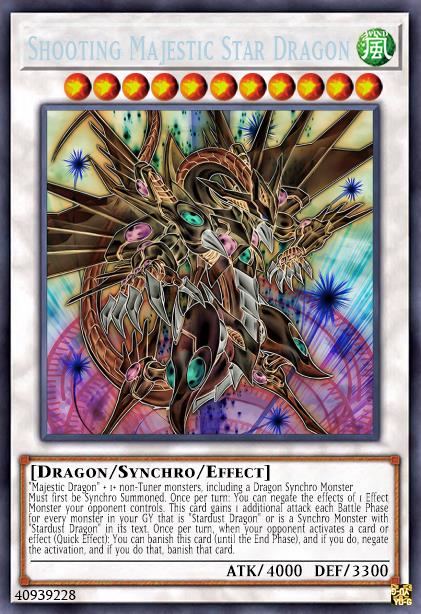 SHOOTING MAJESTIC STAR DRAGON
WIND
風
[DRAGON/SYNCHRO/EFFECT]
"Majestic Dragon" + 1+ non-Tuner monsters, including a Dragon Synchro Monster
Must first be Synchro Summoned. Once per turn: You can negate the effects of 1 Effect
Monster your opponent controls. This card gains 1 additional attack each Battle Phase
for every monster in your GY that is "Stardust Dragon" or is a Synchro Monster with
"Stardust Dragon" in its text. Once per turn, when your opponent activates a card or
effect (Quick Effect): You can banish this card (until the End Phase), and if you do, negate
the activation, and if you do that, banish that card.
ATK/4000 DEF/3300
40939228